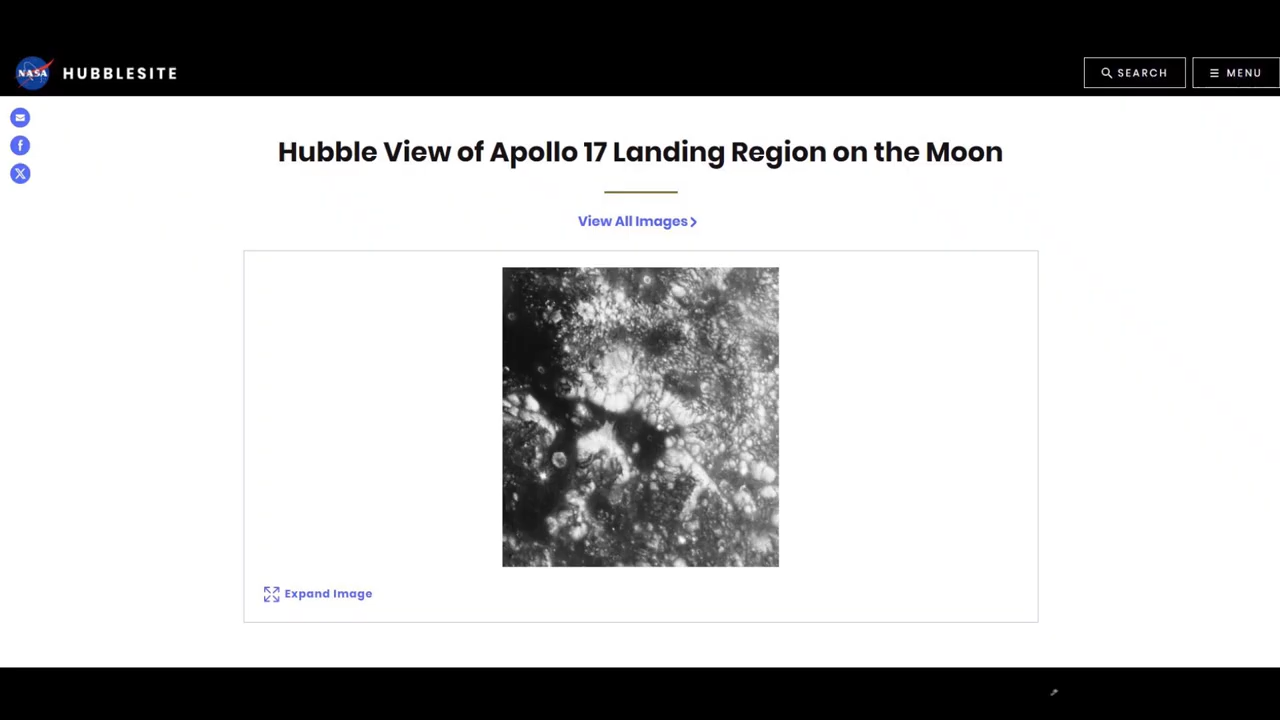 NASA HUBBLESITE
SEARCH
MENU
Hubble View of Apollo 17 Landing Region on the Moon
View All Images
Expand Image